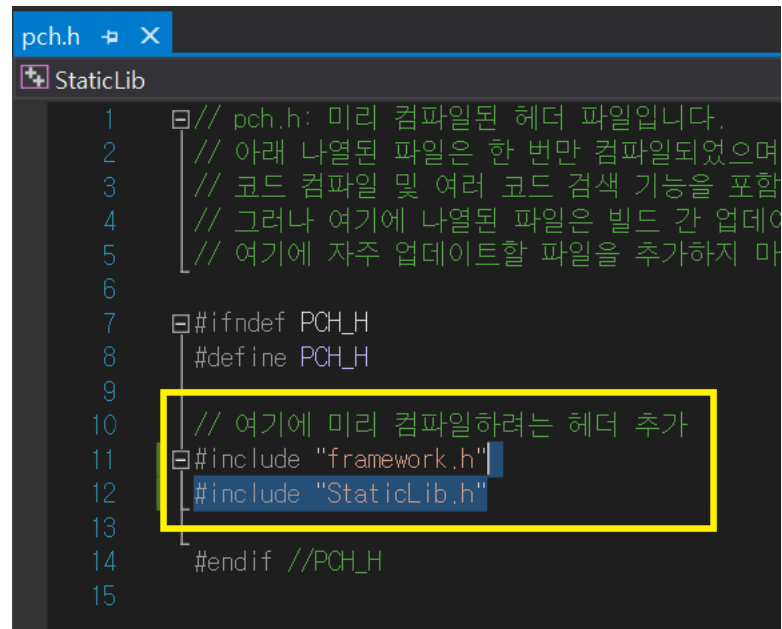 pch.h
StaticLib
1 // pch.h: 미리 컴파일된 헤더 파일입니다.
2 // 아래 나열된 파일은 한 번만 컴파일되었으며
3 // 코드 컴파일 및 여러 코드 검색 기능을 포함
4 // 그러나 여기에 나열된 파일은 빌드 간 업데이
5 // 여기에 자주 업데이트할 파일을 추가하지 마
6
7 #ifndef PCH_H
8 #define PCH_H
9
10 // 여기에 미리 컴파일하려는 헤더 추가
11 #include "framework.h"
12 #include "StaticLib.h"
13
14 #endif //PCH_H
15